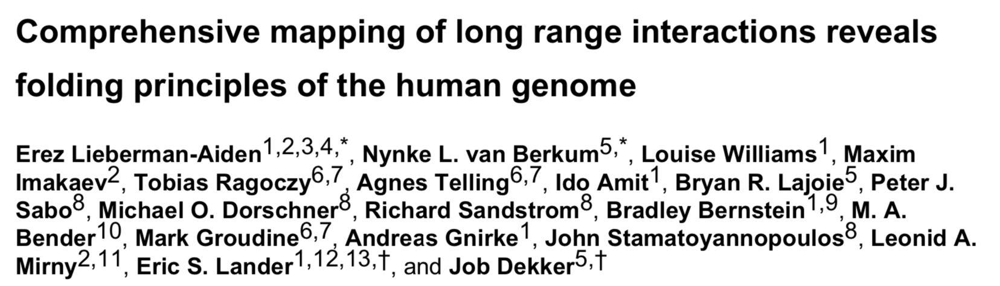 Comprehensive mapping of long range interactions reveals
folding principles of the human genome
Erez Lieberman-Aiden1,2,3,4,*, Nynke L. van Berkum5,*, Louise Williams1, Maxim
Imakaev2, Tobias Ragoczy6,7, Agnes Telling6,7, Ido Amit1, Bryan R. Lajoie5, Peter J.
Sabo8, Michael O. Dorschner8, Richard Sandstrom8, Bradley Bernstein1,9, M. A.
Bender10, Mark Groudine6,7, Andreas Gnirke1, John Stamatoyannopoulos8, Leonid A.
Mirny2,11, Eric S. Lander1,12,13,†, and Job Dekker5,†